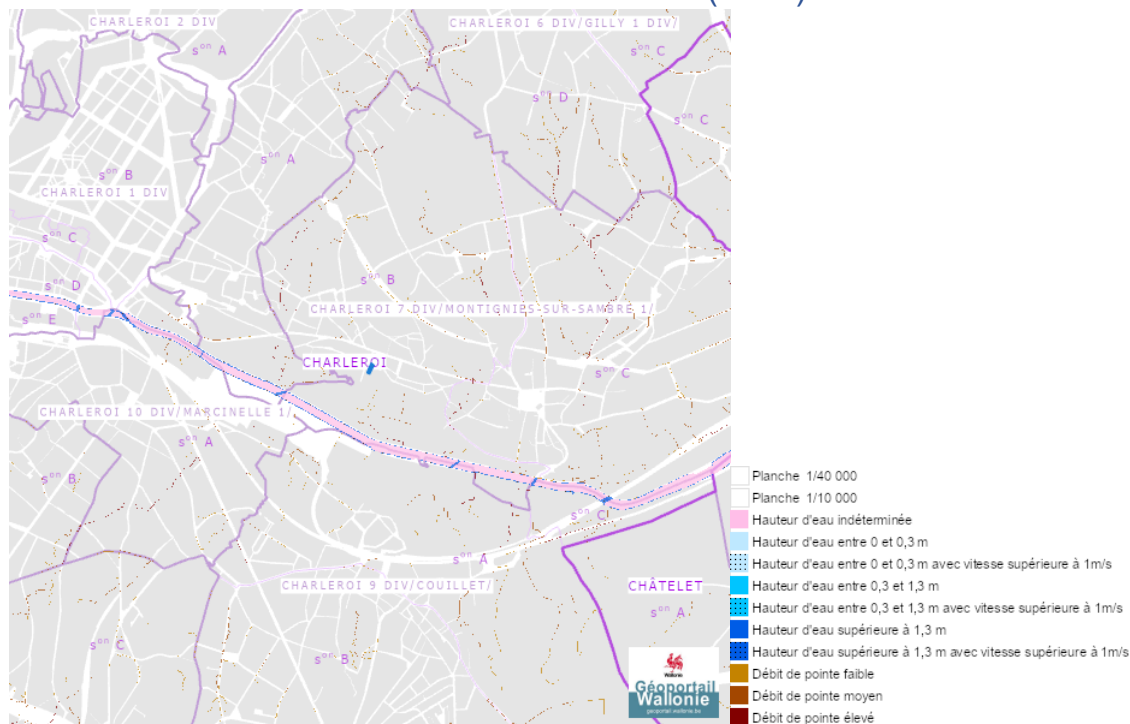 CHARLEROI 2 DIV
CHARLEROI 6 DIV/GILLY 1 DIV/
sᵒⁿ A
sᵒⁿ C
sᵒⁿ D
sᵒⁿ C
sᵒⁿ A
sᵒⁿ B
CHARLEROI 1 DIV
sᵒⁿ C
sᵒⁿ D
sᵒⁿ B
CHARLEROI 7 DIV/MONTIGNIES-SUR-SAMBRE 1/
sᵒⁿ E
CHARLEROI
sᵒⁿ C
CHARLEROI 10 DIV/MARCINELLE 1/
sᵒⁿ A
sᵒⁿ B
sᵒⁿ C
sᵒⁿ A
CHARLEROI 9 DIV/COUILLET/
CHÂTELET
sᵒⁿ A
sᵒⁿ C
sᵒⁿ B
Wallonie
Géoportail
Wallonie
geoportail.wallonie.be
Planche 1/40 000
Planche 1/10 000
Hauteur d'eau indéterminée
Hauteur d'eau entre 0 et 0,3 m
Hauteur d'eau entre 0 et 0,3 m avec vitesse supérieure à 1m/s
Hauteur d'eau entre 0,3 et 1,3 m
Hauteur d'eau entre 0,3 et 1,3 m avec vitesse supérieure à 1m/s
Hauteur d'eau supérieure à 1,3 m
Hauteur d'eau supérieure à 1,3 m avec vitesse supérieure à 1m/s
Débit de pointe faible
Débit de pointe moyen
Débit de pointe élevé